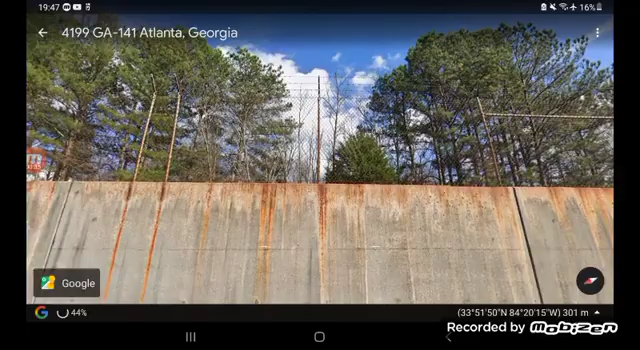 19:47
16%
4199 GA-141 Atlanta, Georgia
Google
44%
(33°51'50"N 84°20'15"W) 301 m
Recorded by Mobizen